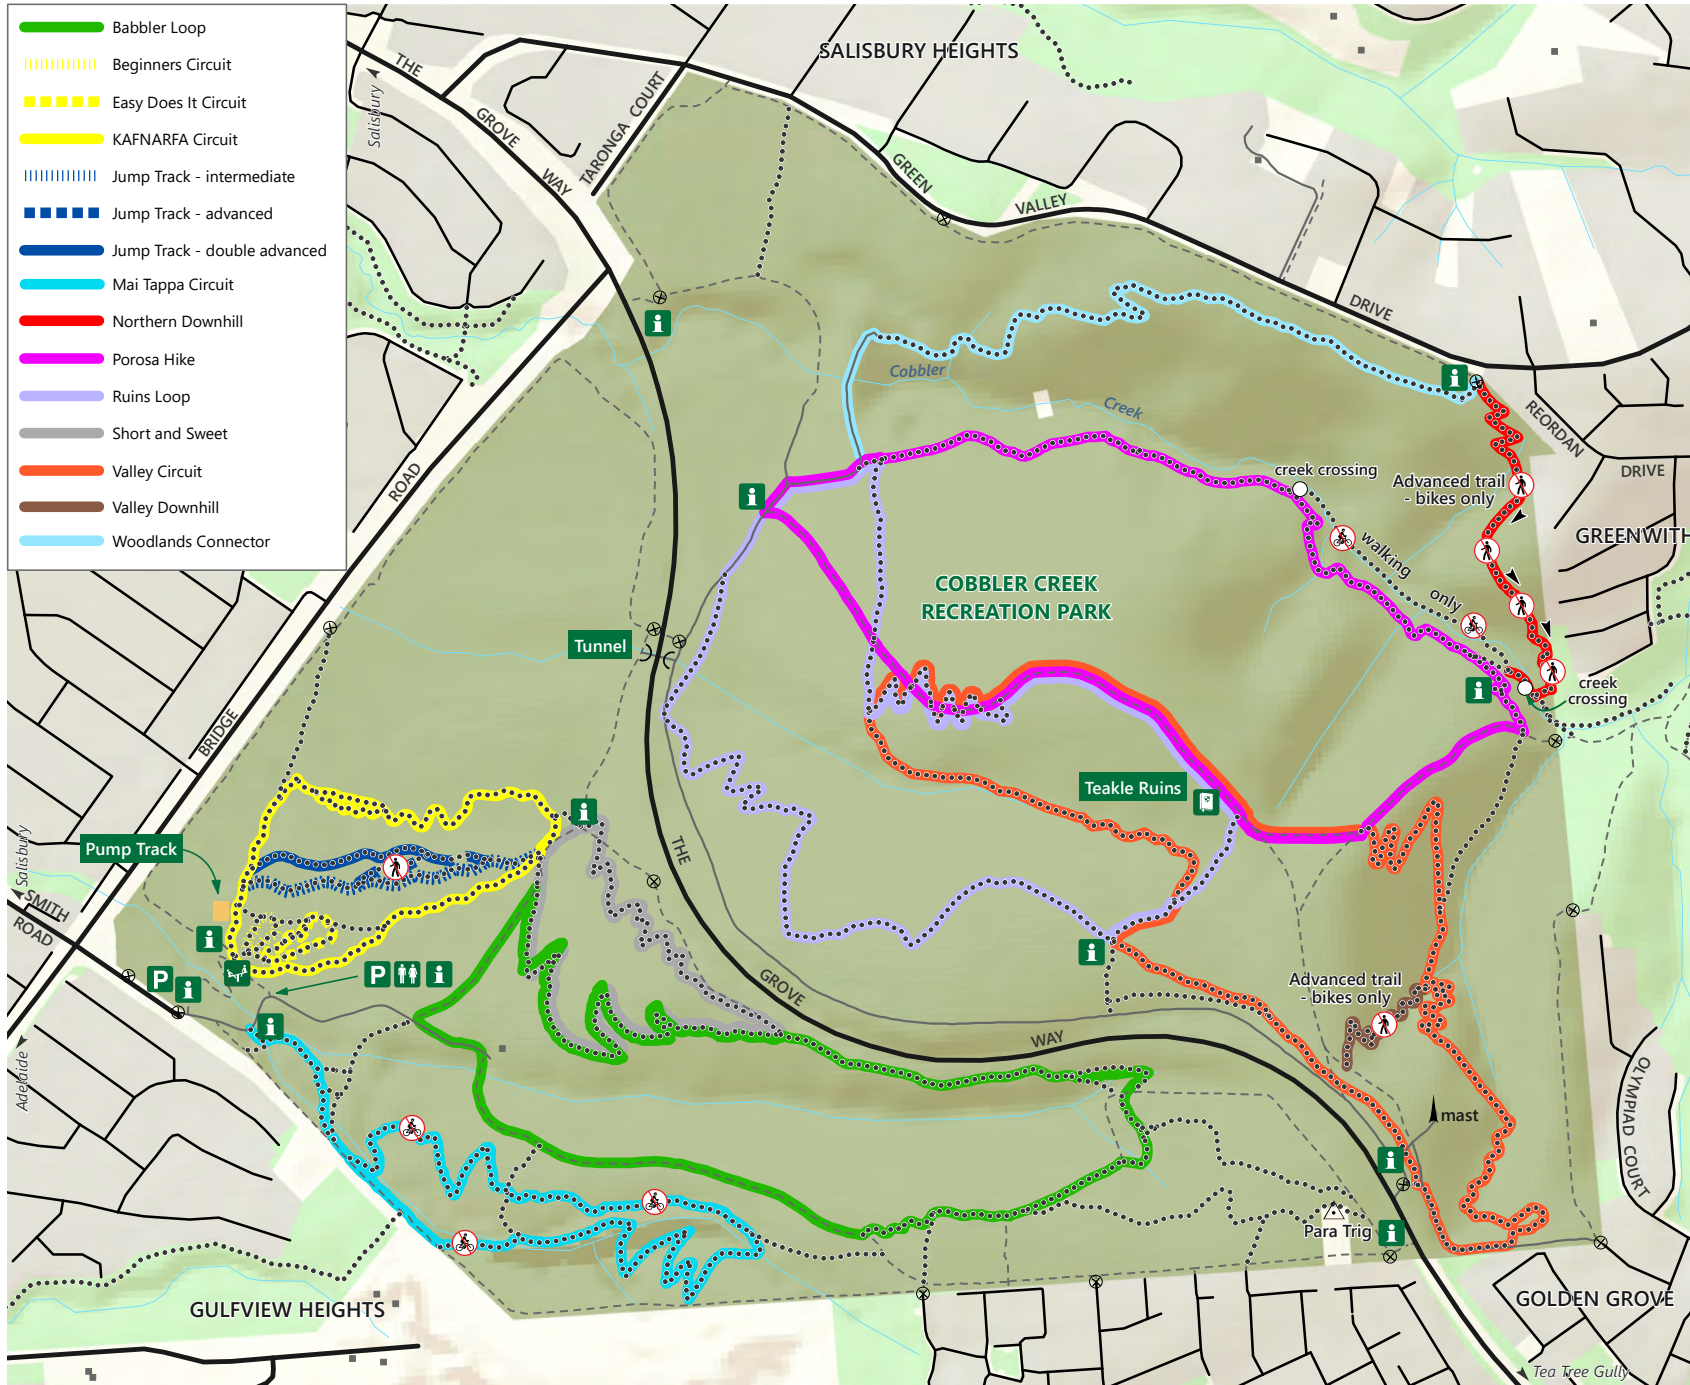 Babbler Loop
Beginners Circuit
Easy Does It Circuit
KAFNARFA Circuit
Jump Track - intermediate
Jump Track - advanced
Jump Track - double advanced
Mai Tappa Circuit
Northern Downhill
Porosa Hike
Ruins Loop
Short and Sweet
Valley Circuit
Valley Downhill
Woodlands Connector
SALISBURY HEIGHTS
THE
GROVE
WAY
Salisbury
TARONGA COURT
GREEN
VALLEY
DRIVE
REORDAN
DRIVE
Cobbler
Creek
creek crossing
Advanced trail
- bikes only
GREENWITH
walking
only
COBBLER CREEK
RECREATION PARK
ROAD
BRIDGE
Tunnel
i
i
i
i
creek
crossing
Teakle Ruins
Pump Track
i
Salisbury
SMITH
ROAD
THE
GROVE
WAY
i
P
i
P
i
i
i
Advanced trail
- bikes only
mast
OLYMPIAD COURT
Adelaide
i
i
Para Trig
GULFVIEW HEIGHTS
GOLDEN GROVE
Tea Tree Gully